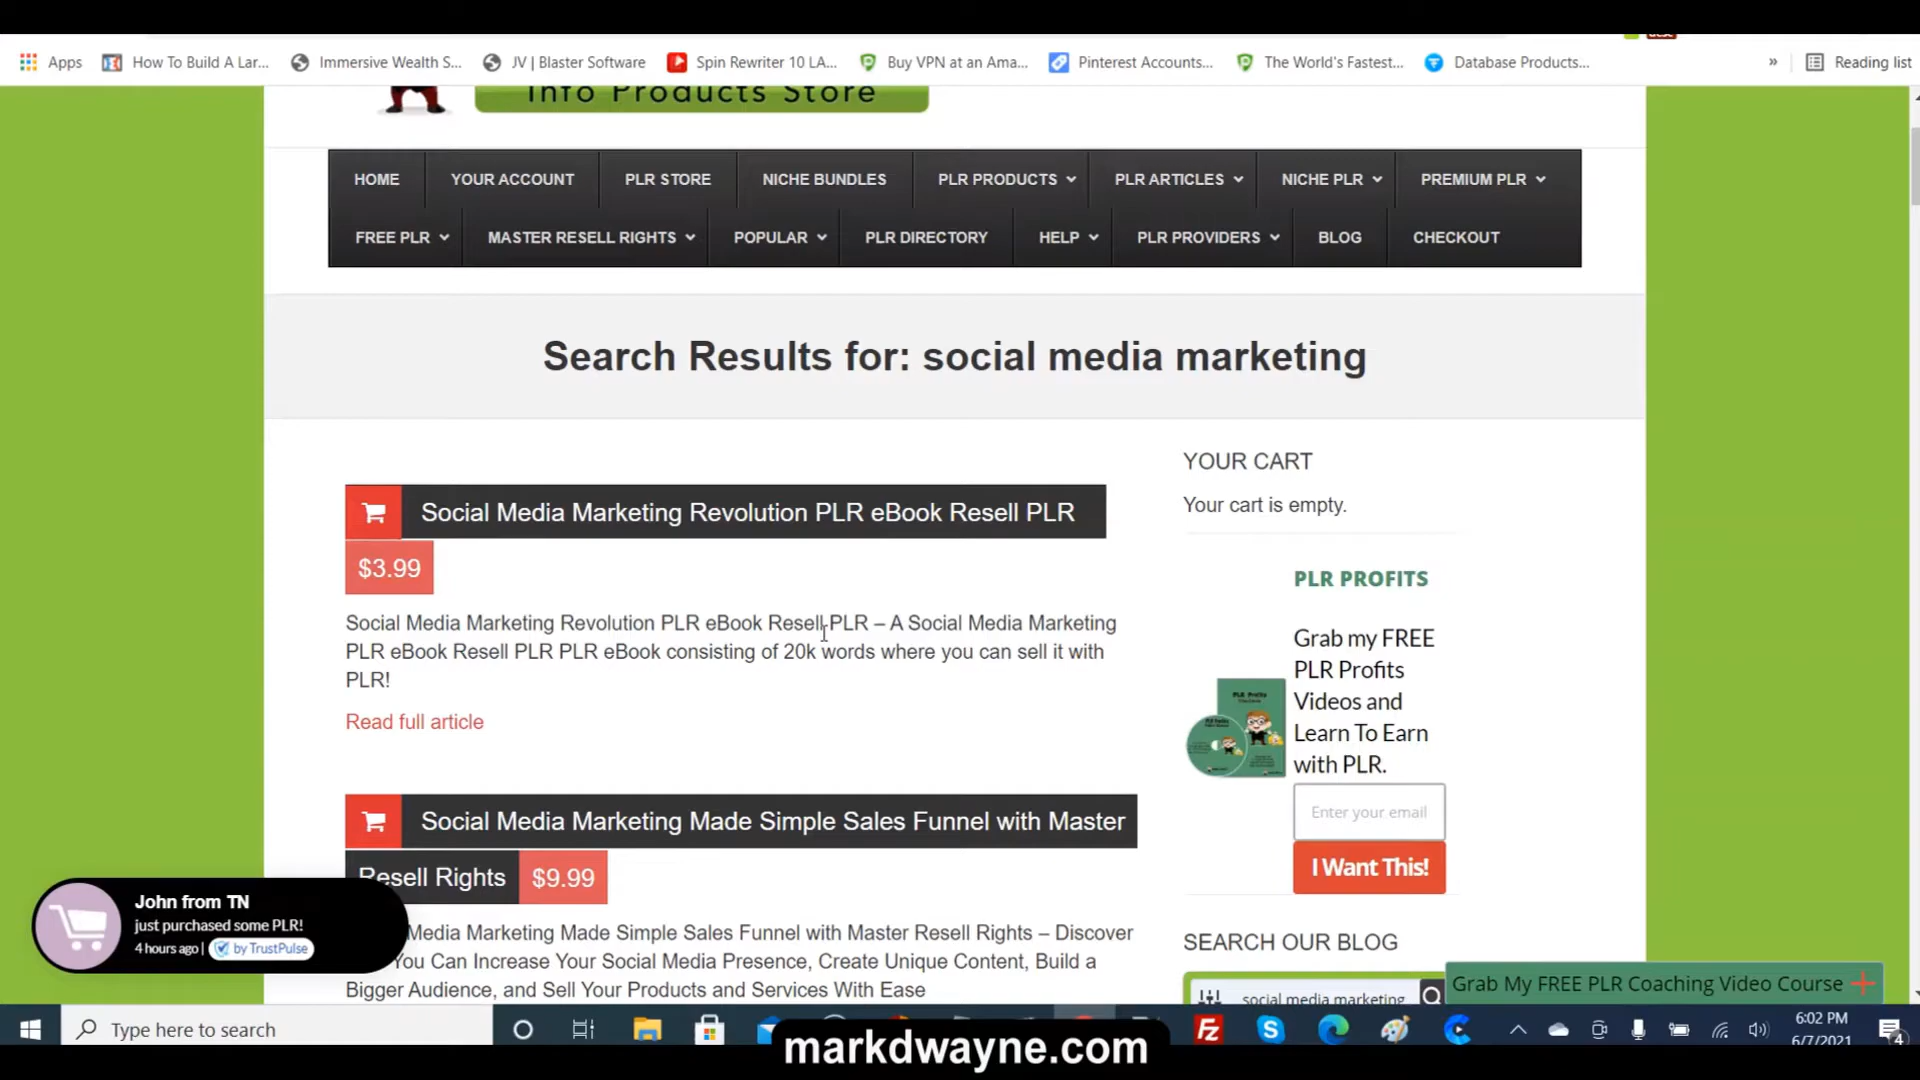 Apps How To Build A Lar... Immersive Wealth S... JV | Blaster Software Spin Rewriter 10 LA... Buy VPN at an Ama... Pinterest Accounts... The World's Fastest... Database Products... » Reading list
Info Products Store
HOME YOUR ACCOUNT PLR STORE NICHE BUNDLES PLR PRODUCTS PLR ARTICLES NICHE PLR PREMIUM PLR
FREE PLR MASTER RESELL RIGHTS POPULAR PLR DIRECTORY HELP PLR PROVIDERS BLOG CHECKOUT
Search Results for: social media marketing
Social Media Marketing Revolution PLR eBook Resell PLR
$3.99
Social Media Marketing Revolution PLR eBook Resell PLR – A Social Media Marketing
PLR eBook Resell PLR PLR eBook consisting of 20k words where you can sell it with
PLR!
Read full article
Social Media Marketing Made Simple Sales Funnel with Master
Resell Rights $9.99
Media Marketing Made Simple Sales Funnel with Master Resell Rights – Discover
You Can Increase Your Social Media Presence, Create Unique Content, Build a
Bigger Audience, and Sell Your Products and Services With Ease
YOUR CART
Your cart is empty.
PLR PROFITS
Grab my FREE
PLR Profits
Videos and
Learn To Earn
with PLR.
Enter your email
I Want This!
SEARCH OUR BLOG
social media marketing
Grab My FREE PLR Coaching Video Course
John from TN
just purchased some PLR!
4 hours ago | by TrustPulse
Type here to search
6:02 PM
6/7/2021
4
markdwayne.com